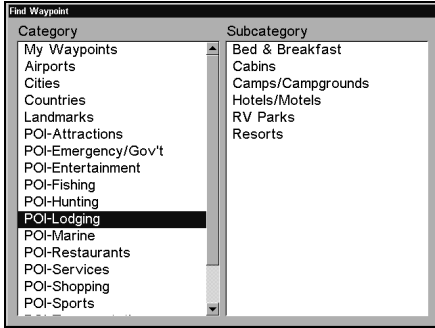 Find Waypoint
Category
My Waypoints
Airports
Cities
Countries
Landmarks
POI-Attractions
POI-Emergency/Gov't
POI-Entertainment
POI-Fishing
POI-Hunting
POI-Lodging
POI-Marine
POI-Restaurants
POI-Services
POI-Shopping
POI-Sports
Subcategory
Bed & Breakfast
Cabins
Camps/Campgrounds
Hotels/Motels
RV Parks
Resorts